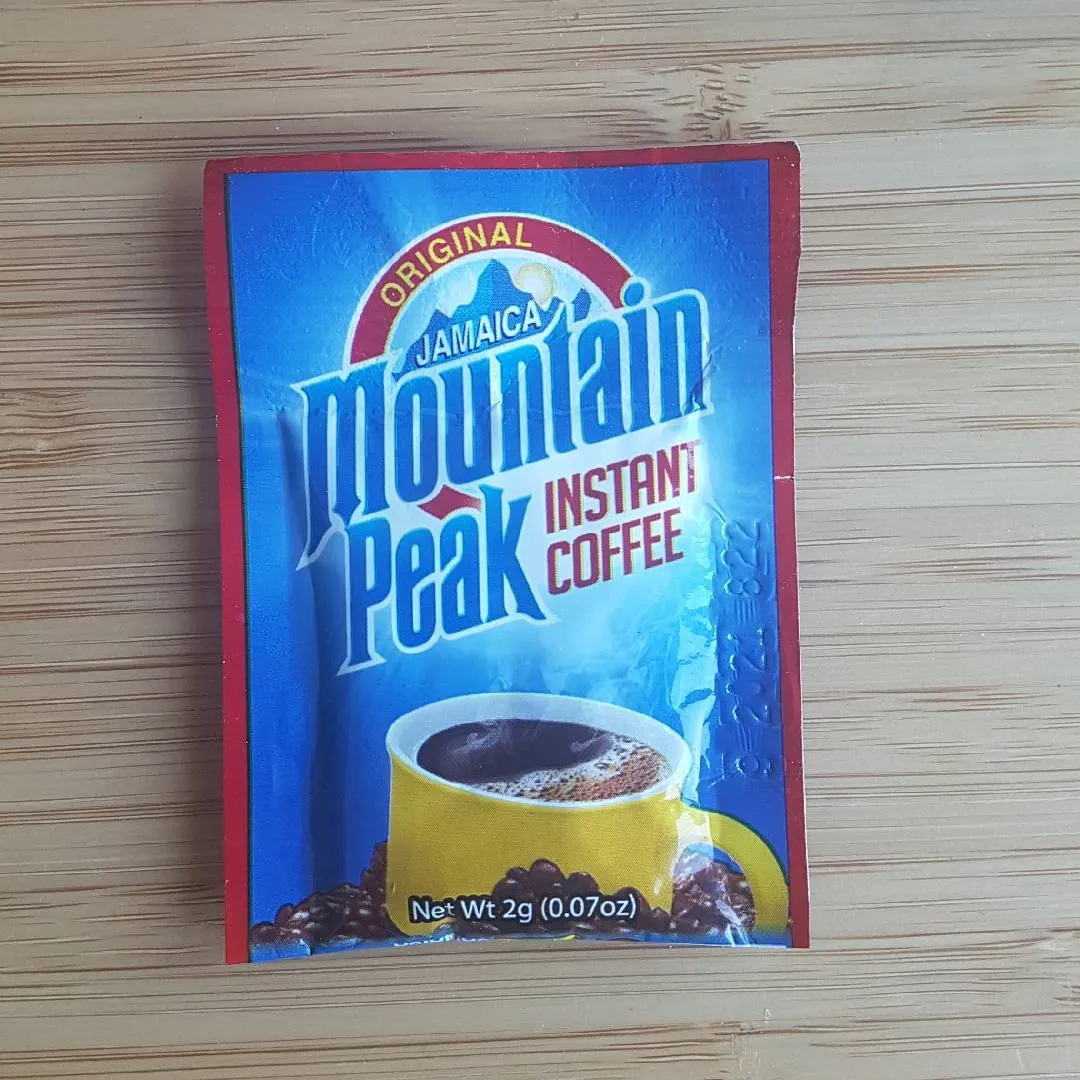 ORIGINAL
JAMAICA
Mountain
Peak
INSTANT
COFFEE
Net Wt 2g (0.07oz)